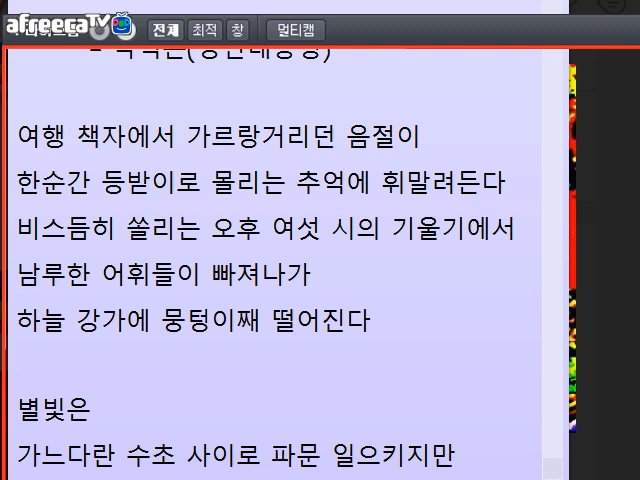 afreecaTV
전체 최적 창 멀티캠
여행 책자에서 가르랑거리던 음절이
한순간 등받이로 몰리는 추억에 휘말려든다
비스듬히 쏠리는 오후 여섯 시의 기울기에서
남루한 어휘들이 빠져나가
하늘 강가에 뭉텅이째 떨어진다
별빛은
가느다란 수초 사이로 파문 일으키지만